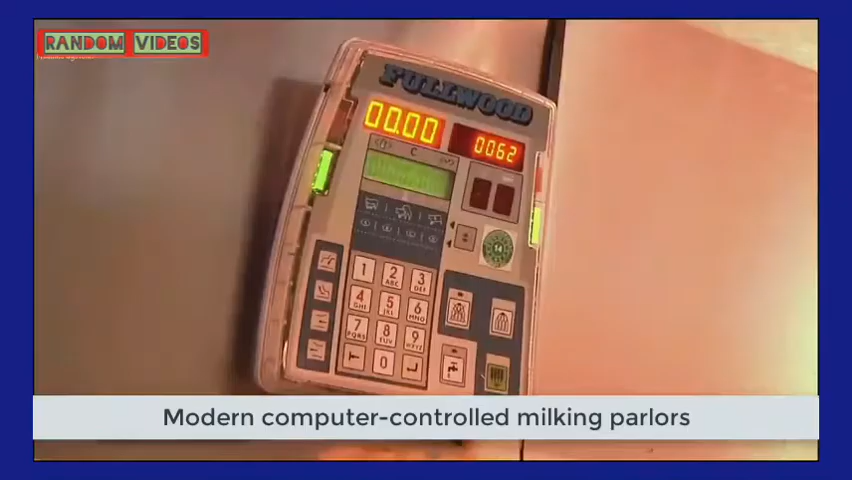 RANDOM VIDEOS
FULLWOOD
00.00
0062
C
14
1
2 ABC
3 DEF
4 GHI
5 JKL
6 MNO
7 PQRS
8 TUV
9 WXYZ
0
Modern computer-controlled milking parlors